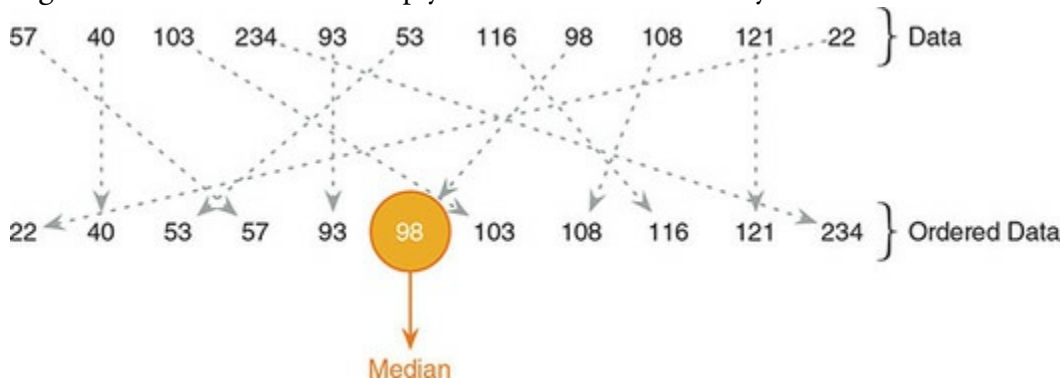 57 40 103 234 93 53 116 98 108 121 22 Data
22 40 53 57 93 98 103 108 116 121 234 Ordered Data
Median